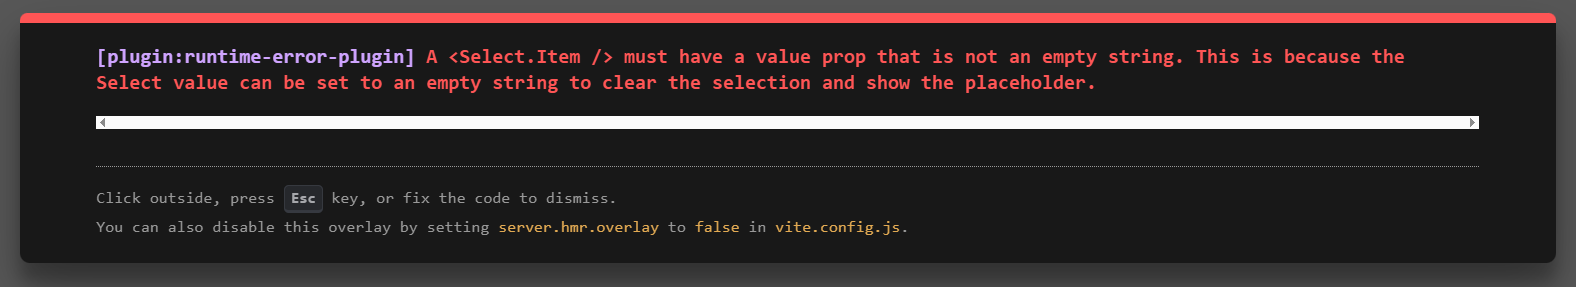 [plugin:runtime-error-plugin] A <Select.Item /> must have a value prop that is not an empty string. This is because the
Select value can be set to an empty string to clear the selection and show the placeholder.
Click outside, press Esc key, or fix the code to dismiss.
You can also disable this overlay by setting server.hmr.overlay to false in vite.config.js.